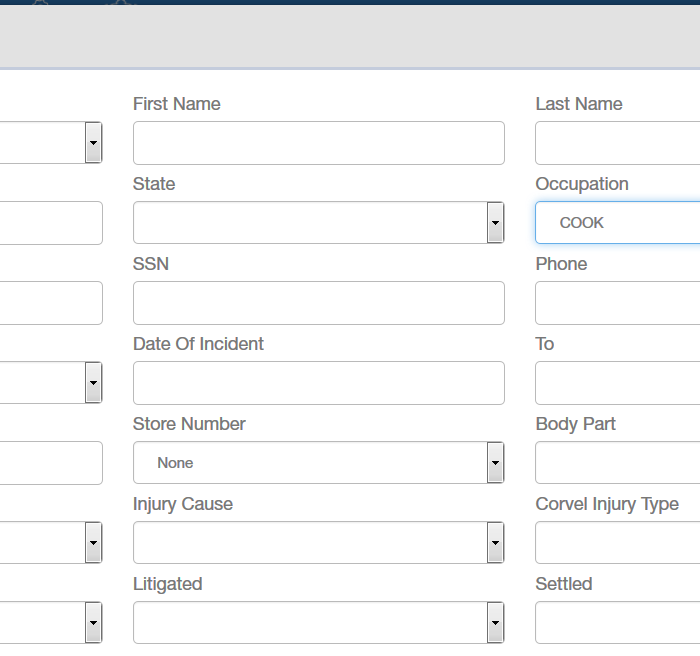 First Name Last Name
State Occupation
COOK
SSN Phone
Date Of Incident To
Store Number Body Part
None
Injury Cause Corvel Injury Type
Litigated Settled